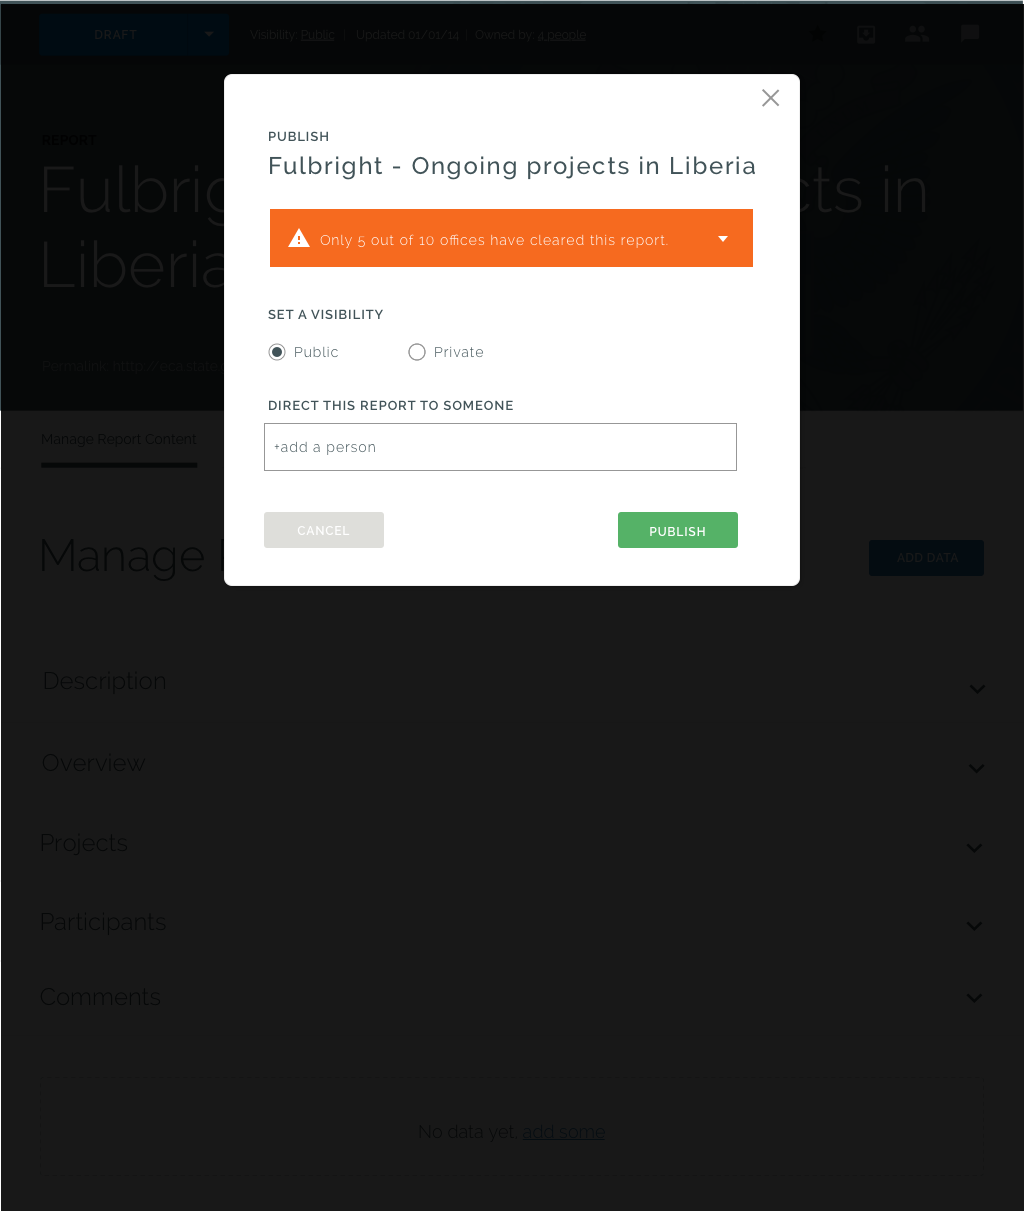 DRAFT
Visibility: Public | Updated 01/01/14 | Owned by: 4 people
REPORT
Fulbrig
cts in
Liberia
Permalink: http://eca.state.
Manage Report Content
Manage
ADD DATA
PUBLISH
Fulbright - Ongoing projects in Liberia
Only 5 out of 10 offices have cleared this report.
SET A VISIBILITY
Public
Private
DIRECT THIS REPORT TO SOMEONE
+add a person
CANCEL
PUBLISH
Description
Overview
Projects
Participants
Comments
No data yet, add some